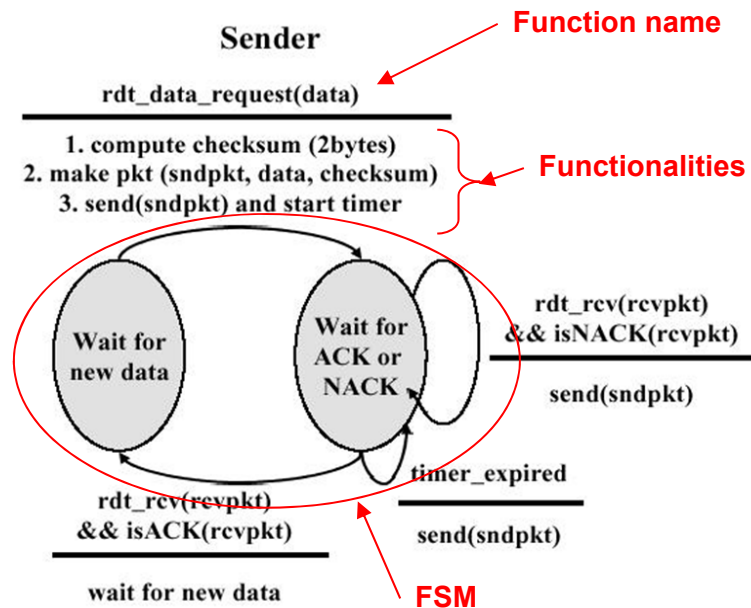 Function name
Sender
rdt_data_request(data)
1. compute checksum (2bytes)
2. make pkt (sndpkt, data, checksum)
3. send(sndpkt) and start timer
Functionalities
Wait for
new data
Wait for
ACK or
NACK
rdt_rcv(rcvpkt)
&& isNACK(rcvpkt)
send(sndpkt)
timer_expired
send(sndpkt)
rdt_rcv(rcvpkt)
&& isACK(rcvpkt)
wait for new data
FSM